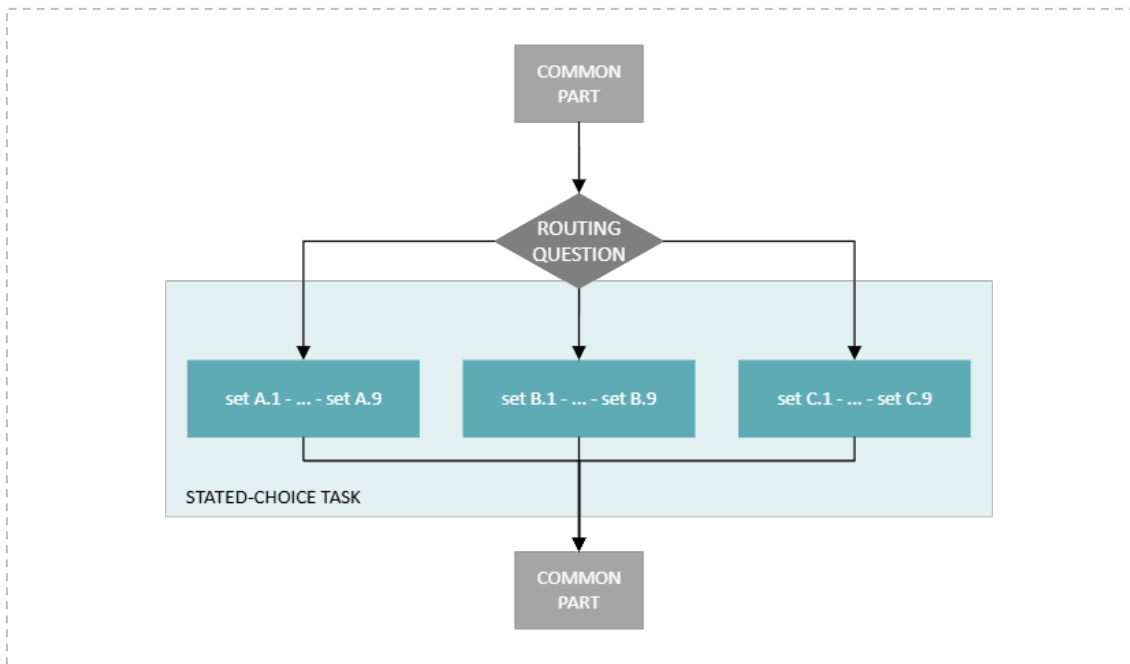 COMMON
PART
ROUTING
QUESTION
set A.1 - ... - set A.9
set B.1 - ... - set B.9
set C.1 - ... - set C.9
STATED-CHOICE TASK
COMMON
PART